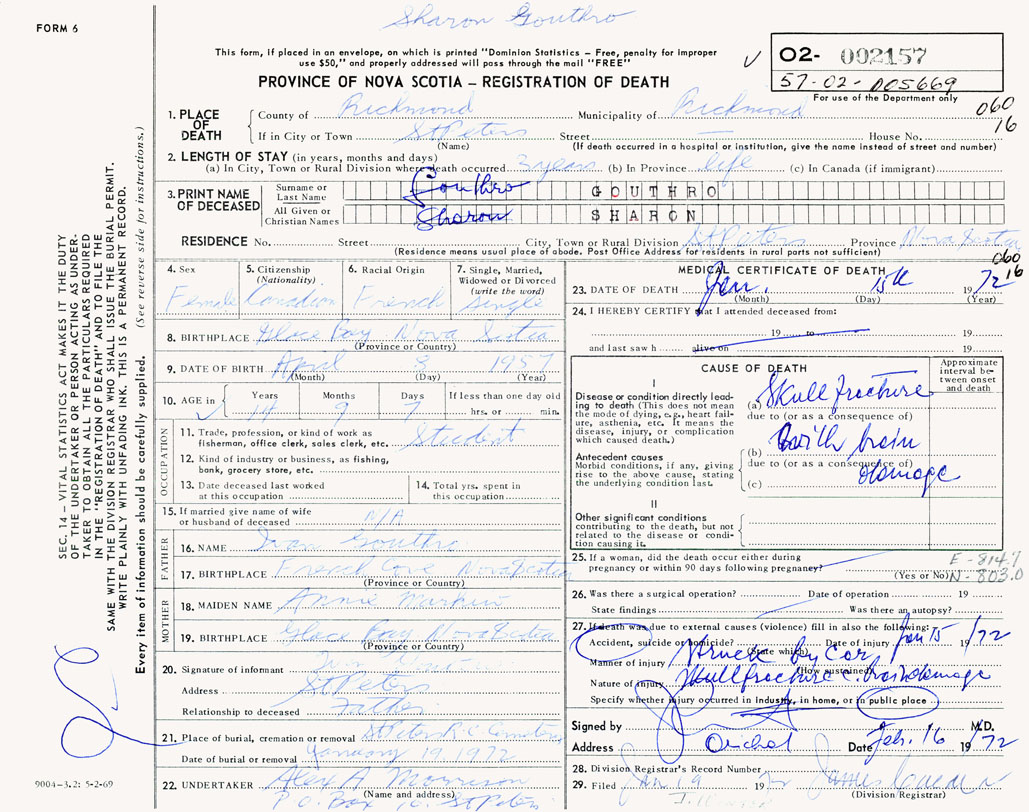 Sharon Gouthro
FORM 6
This form, if placed in an envelope, on which is printed "Dominion Statistics – Free, penalty for improper
use $50," and properly addressed will pass through the mail "FREE"
PROVINCE OF NOVA SCOTIA – REGISTRATION OF DEATH
02- 002157
57-02-005669
For use of the Department only
060
16
1. PLACE OF DEATH
County of Richmond Municipality of Richmond
If in City or Town St Peters Street — House No.
(Name) (If death occurred in a hospital or institution, give the name instead of street and number)
2. LENGTH OF STAY (in years, months and days)
(a) In City, Town or Rural Division where death occurred 3 years (b) In Province life (c) In Canada (if immigrant)
3. PRINT NAME OF DECEASED
Surname or Last Name Gouthro GOUTHRO
All Given or Christian Names Sharon SHARON
RESIDENCE No. Street City, Town or Rural Division St Peters Province Nova Scotia
(Residence means usual place of abode. Post Office Address for residents in rural parts not sufficient)
4. Sex Female
5. Citizenship (Nationality) Canadian
6. Racial Origin French
7. Single, Married, Widowed or Divorced (write the word) Single
8. BIRTHPLACE Glace Bay Nova Scotia
(Province or Country)
9. DATE OF BIRTH April 8 1957
(Month) (Day) (Year)
10. AGE in Years Months Days If less than one day old
14 9 7 hrs. or min.
OCCUPATION
11. Trade, profession, or kind of work as fisherman, office clerk, sales clerk, etc. Student
12. Kind of industry or business, as fishing, bank, grocery store, etc.
13. Date deceased last worked at this occupation
14. Total yrs. spent in this occupation
15. If married give name of wife or husband of deceased N/A
FATHER
16. NAME Ivan Gouthro
17. BIRTHPLACE French Cove Nova Scotia
(Province or Country)
MOTHER
18. MAIDEN NAME Annie
19. BIRTHPLACE Glace Bay Nova Scotia
(Province or Country)
20. Signature of informant
Address St Peters
Relationship to deceased Father
21. Place of burial, cremation or removal St Peters
Date of burial or removal January 19 1972
22. UNDERTAKER Alex A Morrison
(Name and address) P.O. Box St Peters
MEDICAL CERTIFICATE OF DEATH
060
16
23. DATE OF DEATH Jan. 15th 1972
(Month) (Day) (Year)
24. I HEREBY CERTIFY that I attended deceased from:
19 to 19
and last saw h alive on 19
CAUSE OF DEATH
Approximate interval between onset and death
I
Disease or condition directly leading to death (This does not mean the mode of dying, e.g., heart failure, asthenia, etc. It means the disease, injury, or complication which caused death.)
(a) Skull fracture
due to (or as a consequence of)
Antecedent causes
Morbid conditions, if any, giving rise to the above cause, stating the underlying condition last.
(b) with brain
due to (or as a consequence of)
(c) damage
II
Other significant conditions contributing to the death, but not related to the disease or condition causing it.
25. If a woman, did the death occur either during pregnancy or within 90 days following pregnancy?
(Yes or No)
E-8147
N-803.0
26. Was there a surgical operation? Date of operation 19
State findings Was there an autopsy?
27. If death was due to external causes (violence) fill in also the following:
Accident, suicide or homicide? (State which) Date of injury Jan 15 19/72
Manner of injury Struck by Car (How sustained)
Nature of injury Skull fracture c. brain damage
Specify whether injury occurred in industry, in home, or in public place
Signed by M.D.
Address Arichat Date Feb. 16 19/72
28. Division Registrar's Record Number
29. Filed Jan 19 1972 James
(Division Registrar)
SEC. 14 – VITAL STATISTICS ACT MAKES IT THE DUTY
OF THE UNDERTAKER OR PERSON ACTING AS UNDERTAKER
TO OBTAIN ALL THE PARTICULARS REQUIRED
IN THE "REGISTRATION OF DEATH" AND TO FILE THE
SAME WITH THE DIVISION REGISTRAR WHO SHALL ISSUE THE BURIAL PERMIT.
WRITE PLAINLY WITH UNFADING INK. THIS IS A PERMANENT RECORD.
Every item of information should be carefully supplied. (See reverse side for instructions.)
9004–3.2: 5-2-69